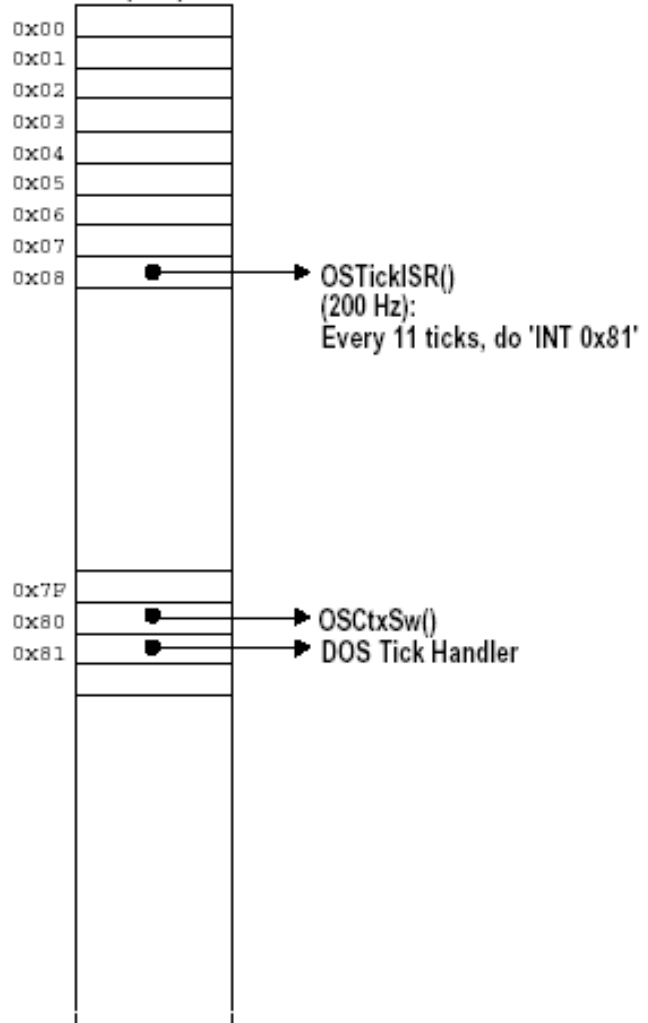 0x00
0x01
0x02
0x03
0x04
0x05
0x06
0x07
0x08
OSTickISR()
(200 Hz):
Every 11 ticks, do 'INT 0x81'
0x7F
0x80
OSCtxSw()
0x81
DOS Tick Handler